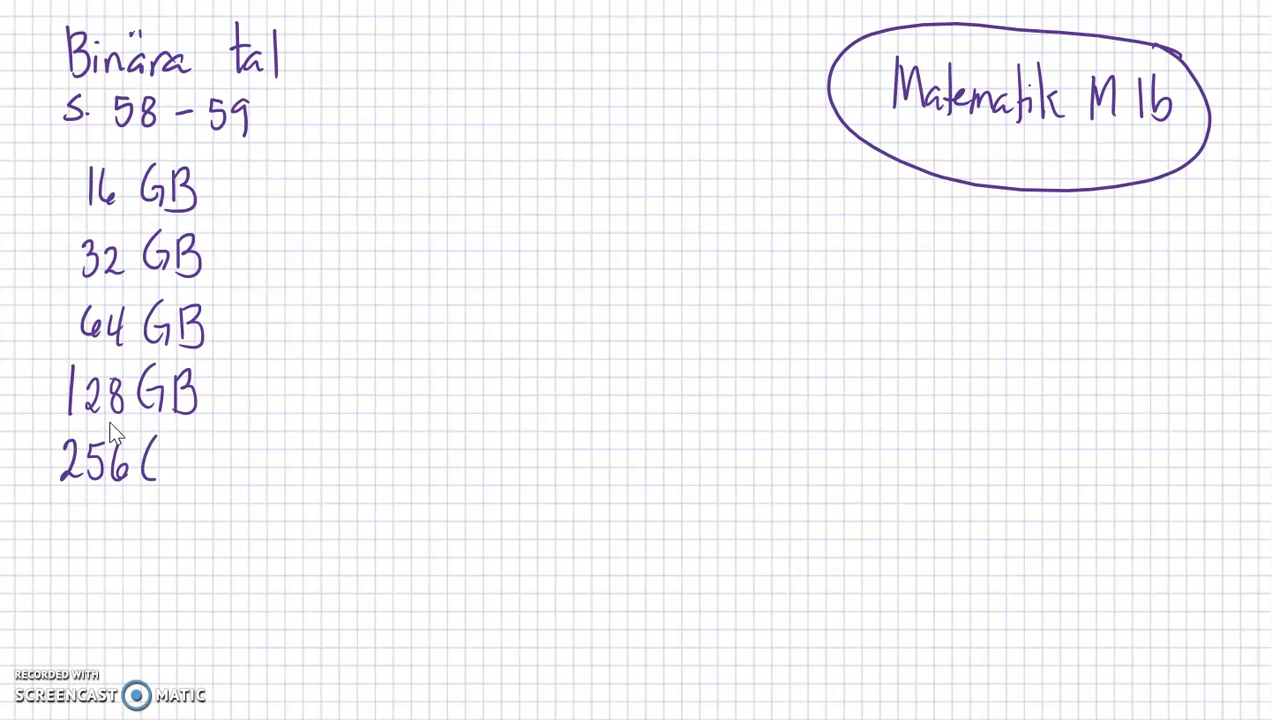 Binära tal
s. 58 - 59
Matematik M 1b
16 GB
32 GB
64 GB
128 GB
256 (
RECORDED WITH
SCREENCAST MATIC